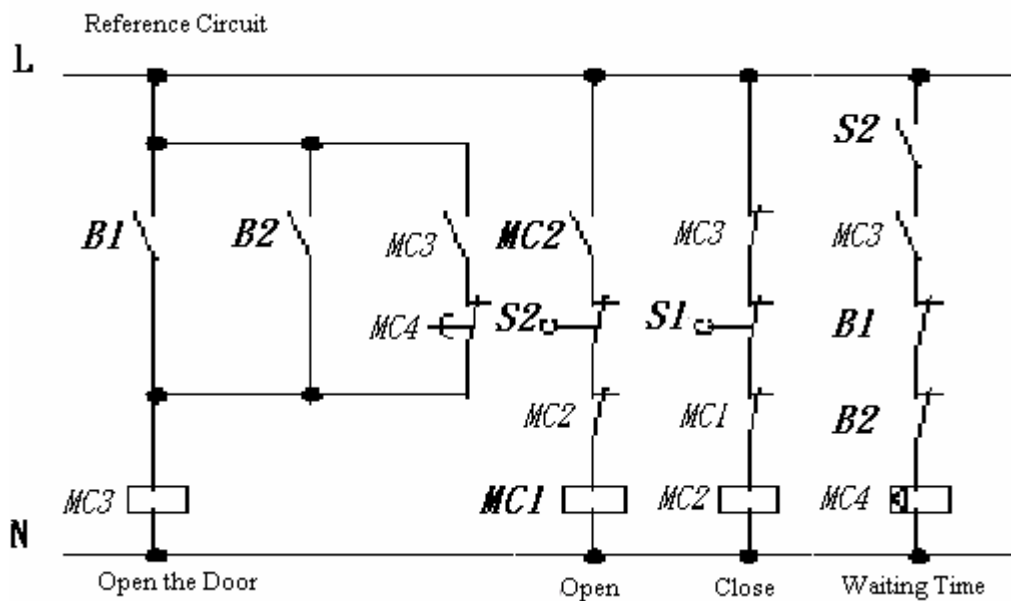 Reference Circuit
L
S2
B1 B2 MC3 MC2 MC3 MC3
MC4 S2 S1 B1
MC2 MC1 B2
MC3 MC1 MC2 MC4
N
Open the Door Open Close Waiting Time